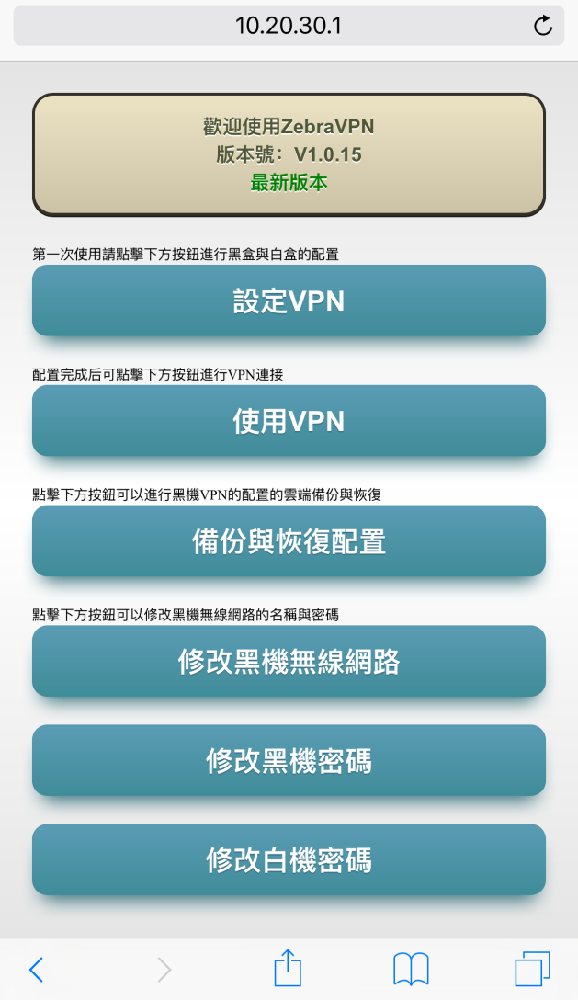 10.20.30.1
歡迎使用ZebraVPN
版本號：V1.0.15
最新版本
第一次使用請點擊下方按鈕進行黑盒與白盒的配置
設定VPN
配置完成后可點擊下方按鈕進行VPN連接
使用VPN
點擊下方按鈕可以進行黑機VPN的配置的雲端備份與恢復
備份與恢復配置
點擊下方按鈕可以修改黑機無線網路的名稱與密碼
修改黑機無線網路
修改黑機密碼
修改白機密碼